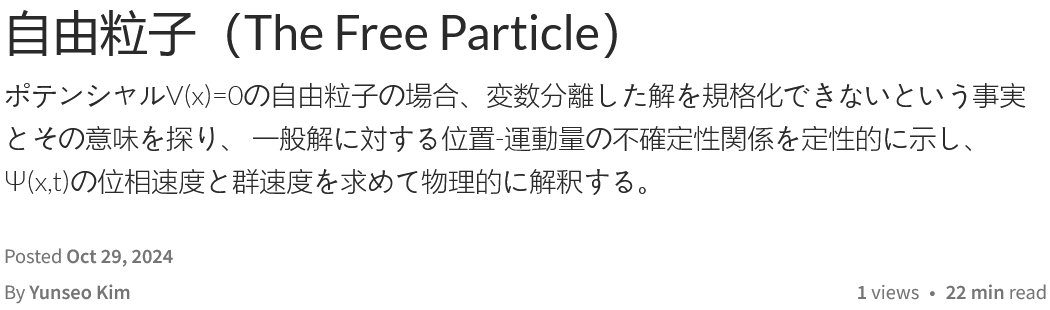 自由粒子（The Free Particle）
ポテンシャルV(x)=0の自由粒子の場合、変数分離した解を規格化できないという事実
とその意味を探り、 一般解に対する位置-運動量の不確定性関係を定性的に示し、
Ψ(x,t)の位相速度と群速度を求めて物理的に解釈する。
Posted Oct 29, 2024
By Yunseo Kim
1 views • 22 min read